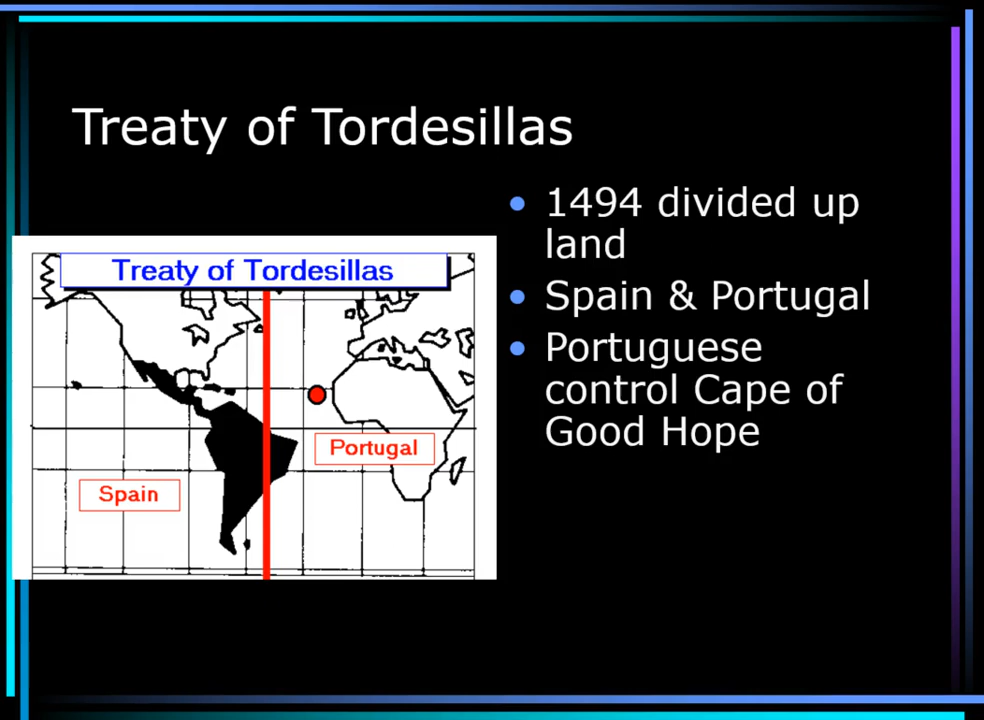 Treaty of Tordesillas
• 1494 divided up
land
• Spain & Portugal
• Portuguese
control Cape of
Good Hope
Treaty of Tordesillas
Portugal
Spain